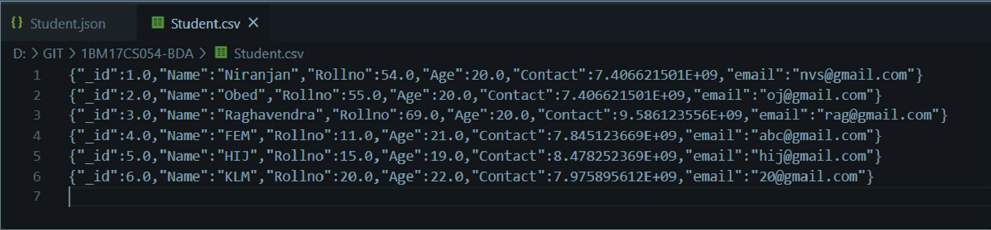 {} Student.json Student.csv ×
D: > GIT > 1BM17CS054-BDA > Student.csv
1 {"_id":1.0,"Name":"Niranjan","Rollno":54.0,"Age":20.0,"Contact":7.406621501E+09,"email":"nvs@gmail.com"}
2 {"_id":2.0,"Name":"Obed","Rollno":55.0,"Age":20.0,"Contact":7.406621501E+09,"email":"oj@gmail.com"}
3 {"_id":3.0,"Name":"Raghavendra","Rollno":69.0,"Age":20.0,"Contact":9.586123556E+09,"email":"rag@gmail.com"}
4 {"_id":4.0,"Name":"FEM","Rollno":11.0,"Age":21.0,"Contact":7.845123669E+09,"email":"abc@gmail.com"}
5 {"_id":5.0,"Name":"HIJ","Rollno":15.0,"Age":19.0,"Contact":8.478252369E+09,"email":"hij@gmail.com"}
6 {"_id":6.0,"Name":"KLM","Rollno":20.0,"Age":22.0,"Contact":7.975895612E+09,"email":"20@gmail.com"}
7